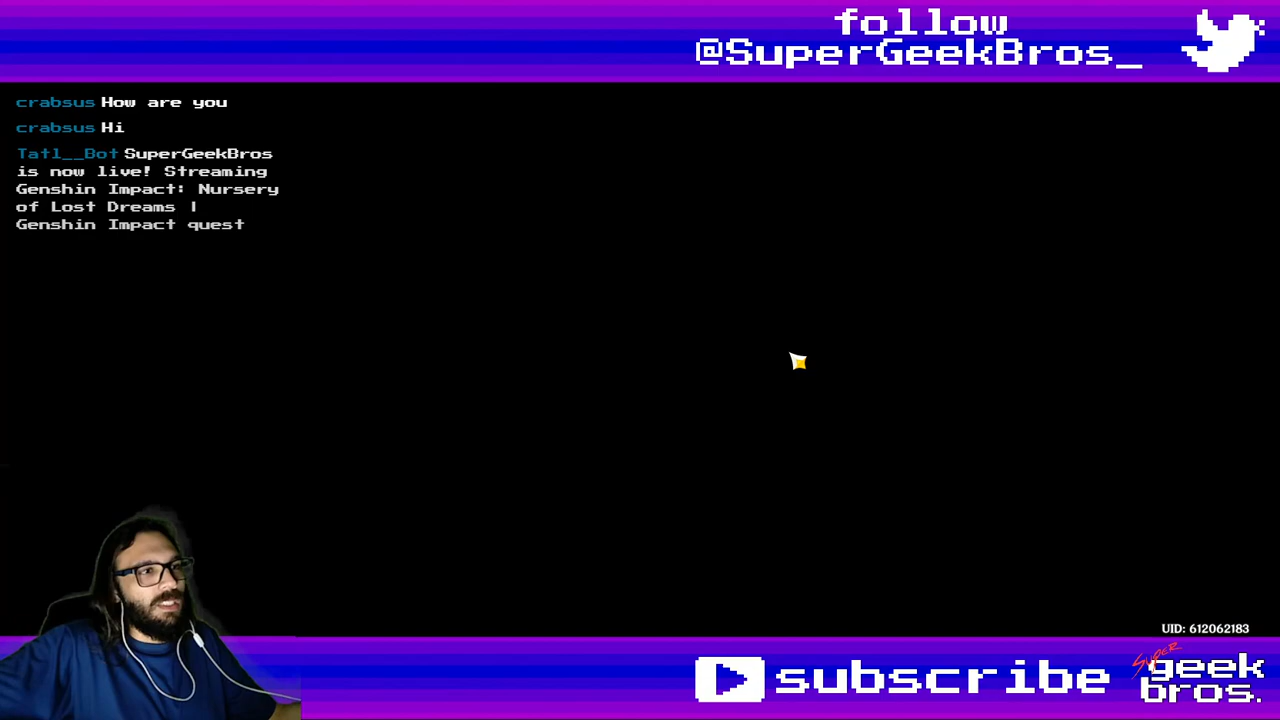 follow
@SuperGeekBros_
crabsus How are you
crabsus Hi
Tatl__Bot SuperGeekBros
is now live! Streaming
Genshin Impact: Nursery
of Lost Dreams |
Genshin Impact quest
UID: 612062183
subscribe
SUPER
geek
bros.